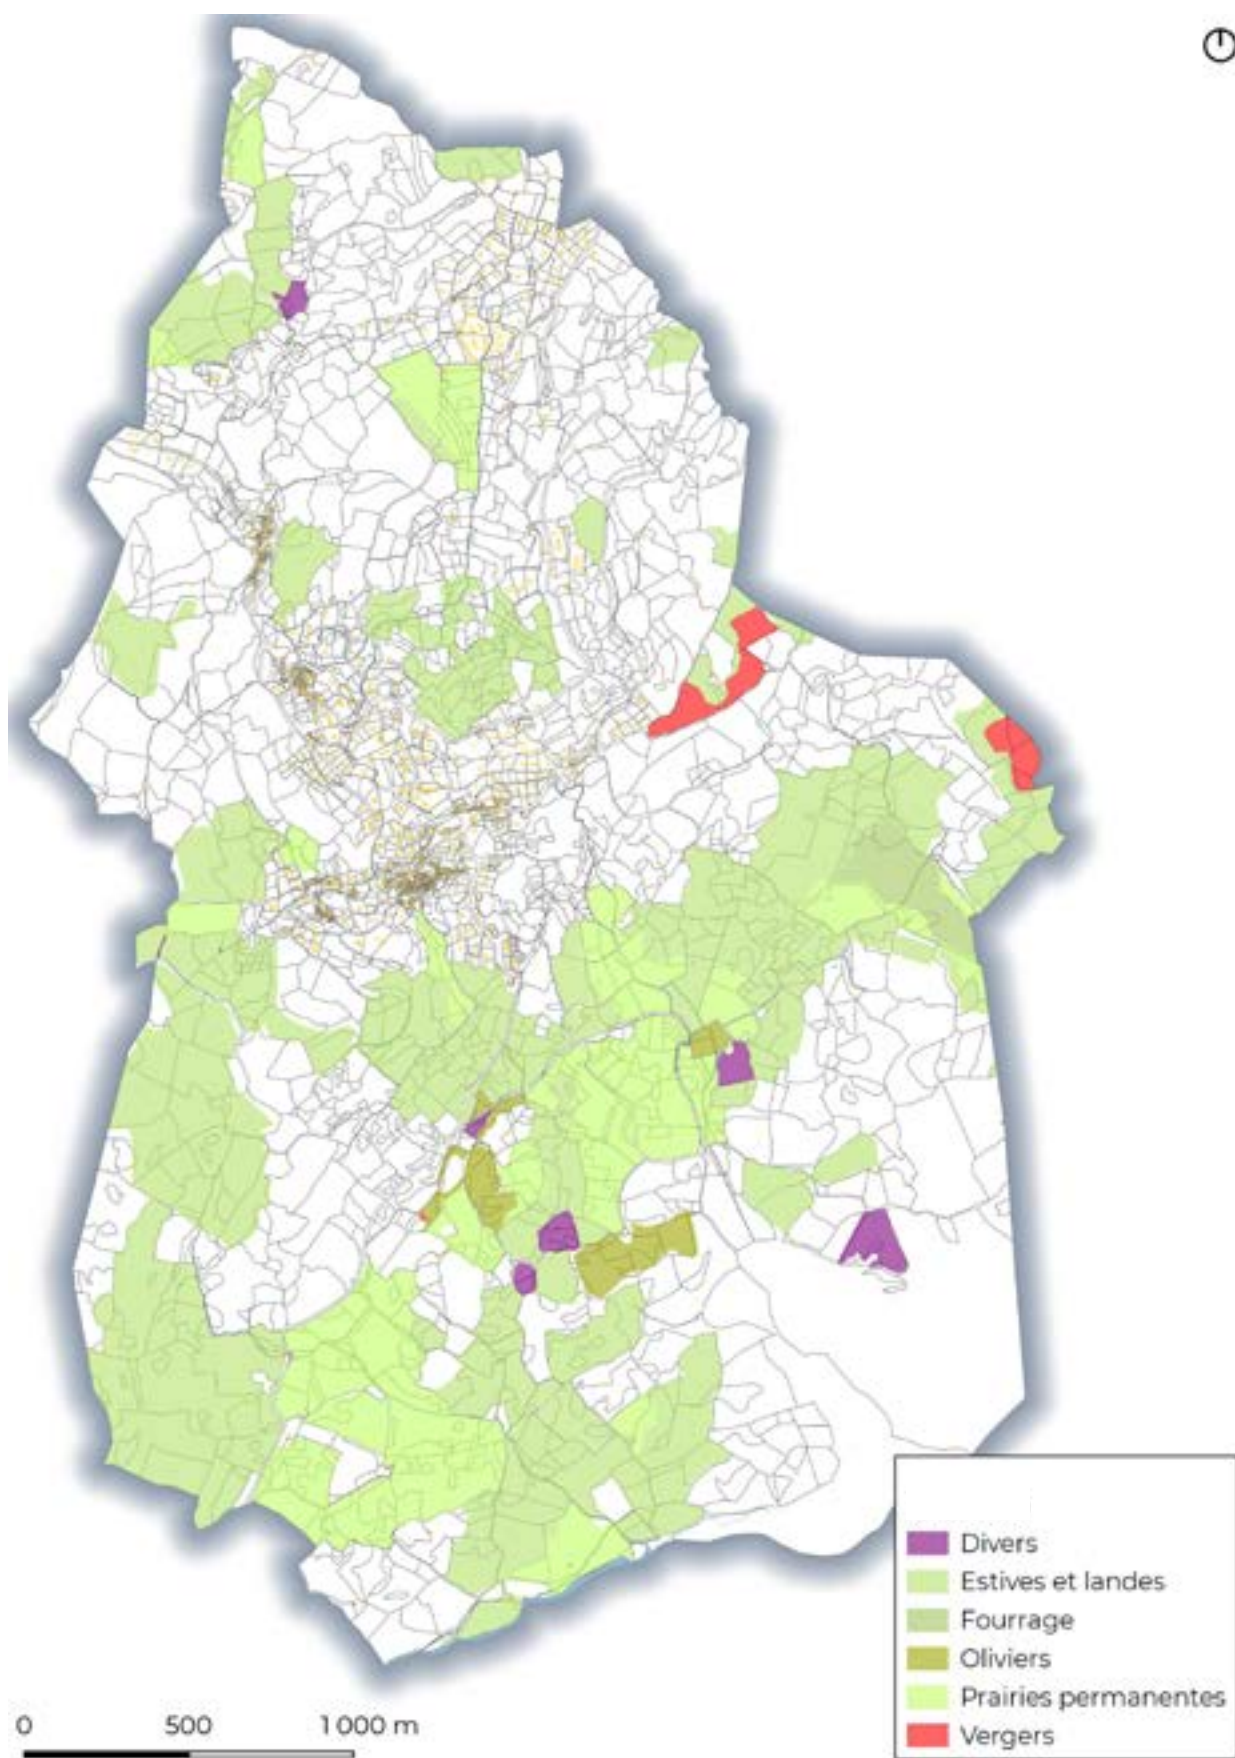 Divers
Estives et landes
Fourrage
Oliviers
Prairies permanentes
Vergers
0 500 1 000 m